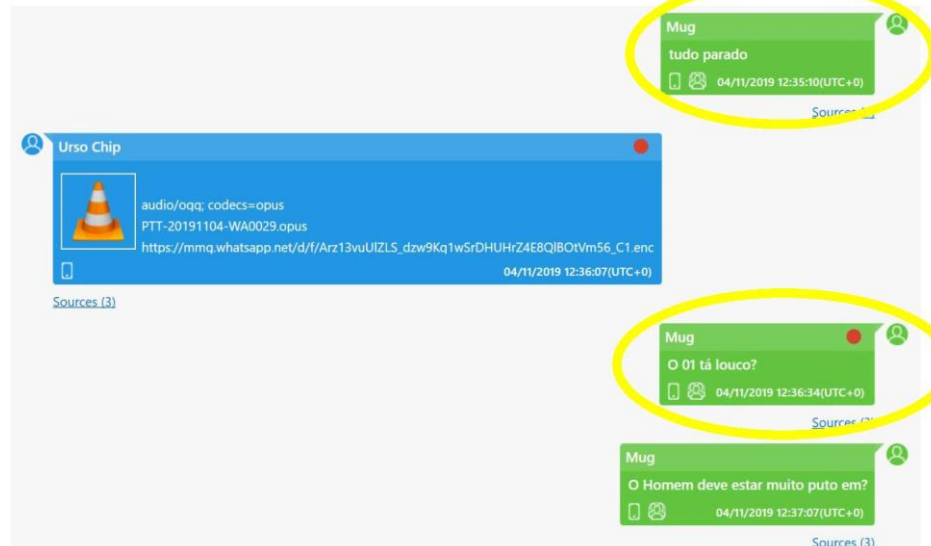 Mug
tudo parado
04/11/2019 12:35:10(UTC+0)
Sources
Urso Chip
audio/ogg; codecs=opus
PTT-20191104-WA0029.opus
https://mmg.whatsapp.net/d/f/Arz13vuUlZLS_dzw9Kq1wSrDHUHrZ4E8QlBOtVm56_C1.enc
04/11/2019 12:36:07(UTC+0)
Sources (3)
Mug
O 01 tá louco?
04/11/2019 12:36:34(UTC+0)
Sources
Mug
O Homem deve estar muito puto em?
04/11/2019 12:37:07(UTC+0)
Sources (3)